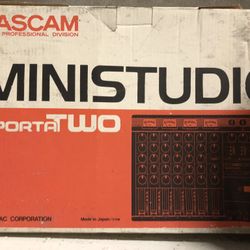 ASCAM
PROFESSIONAL DIVISION
MINISTUDIO
PORTA TWO
AC CORPORATION
Made in Japan